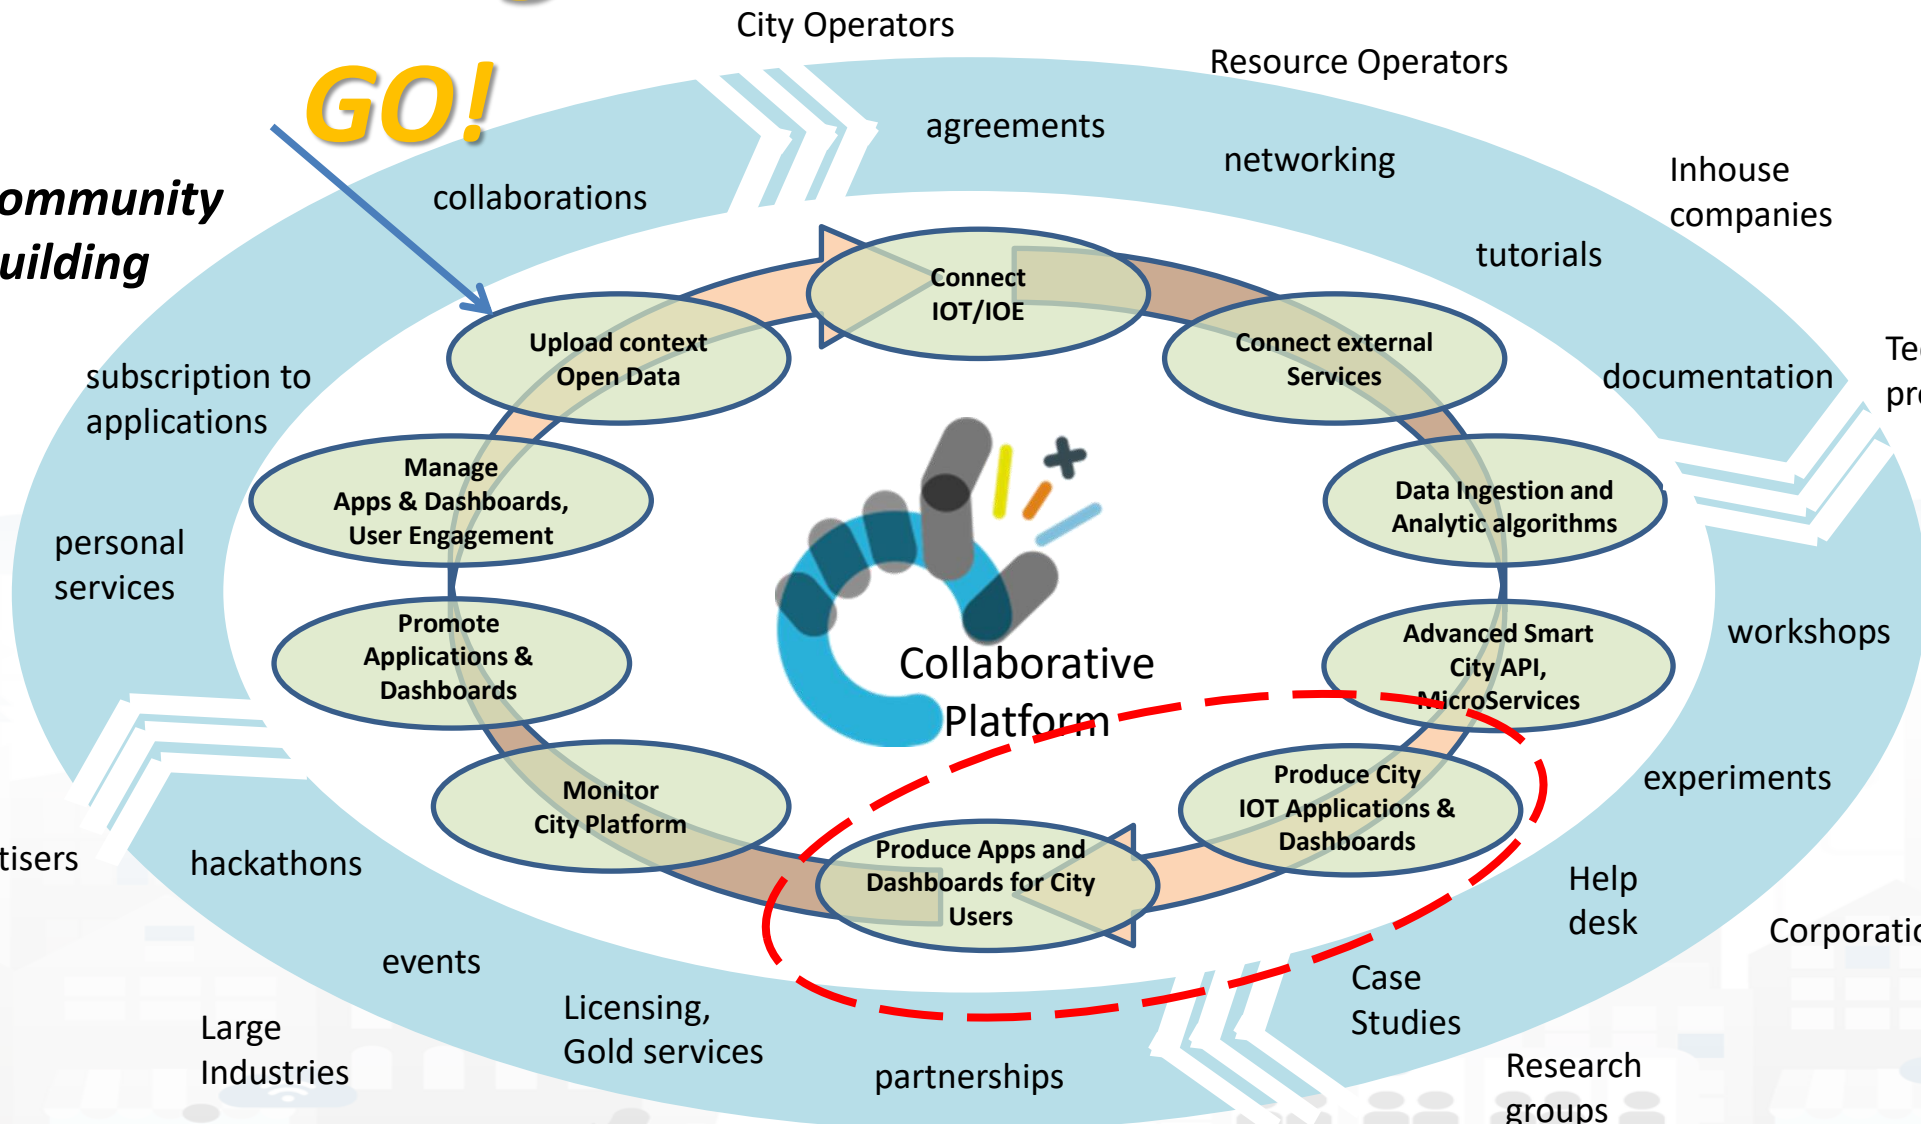 City Operators
Resource Operators
GO!
agreements
networking
Inhouse
companies
collaborations
ommunity
uilding
tutorials
Connect
IOT/IOE
Upload context
Open Data
Connect external
Services
documentation
subscription to
applications
Manage
Apps & Dashboards,
User Engagement
Data Ingestion and
Analytic algorithms
personal
services
Promote
Applications &
Dashboards
Collaborative
Platform
Advanced Smart
City API,
MicroServices
workshops
Monitor
City Platform
Produce City
IOT Applications &
Dashboards
experiments
Produce Apps and
Dashboards for City
Users
tisers
hackathons
Help
desk
Corporatio
events
Case
Studies
Licensing,
Gold services
Large
Industries
partnerships
Research
groups